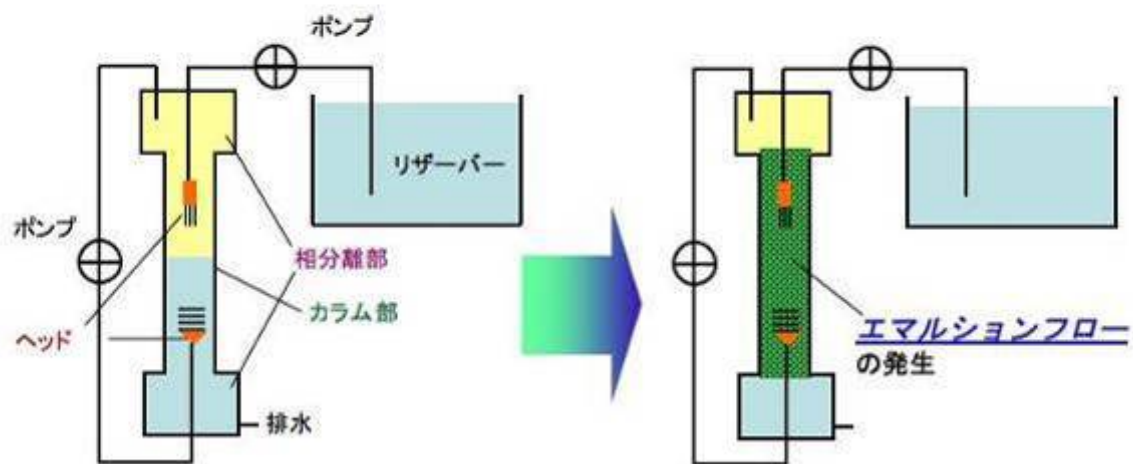 ポンプ
リザーバー
ポンプ
相分離部
カラム部
ヘッド
排水
エマルションフロー
の発生